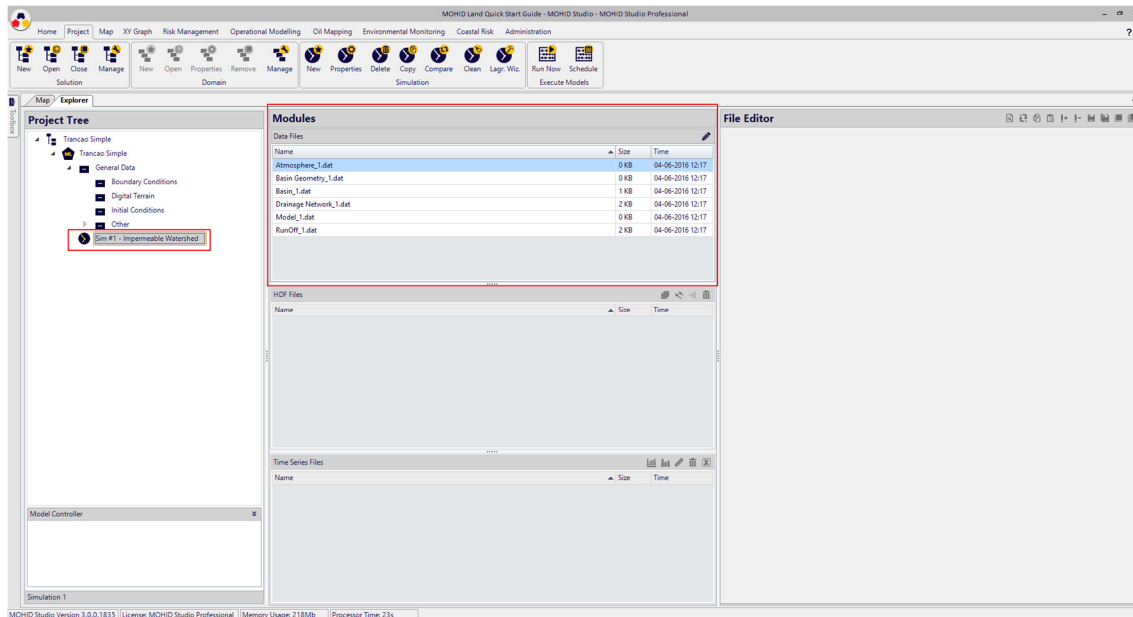 MOHID Land Quick Start Guide - MOHID Studio - MOHID Studio Professional
Home Project Map XY Graph Risk Management Operational Modelling Oil Mapping Environmental Monitoring Coastal Risk Administration ?
New Open Close Manage New Open Properties Remove Manage New Properties Delete Copy Compare Clean Lagr. Wiz. Run Now Schedule
Solution Domain Simulation Execute Models
Toolbox
Map Explorer
Project Tree
Trancao Simple
ML Trancao Simple
General Data
Boundary Conditions
Digital Terrain
Initial Conditions
Other
Sim #1 - Impermeable Watershed
Model Controller
Simulation 1
Modules
Data Files
Name Size Time
Atmosphere_1.dat 0 KB 04-06-2016 12:17
Basin Geometry_1.dat 0 KB 04-06-2016 12:17
Basin_1.dat 1 KB 04-06-2016 12:17
Drainage Network_1.dat 2 KB 04-06-2016 12:17
Model_1.dat 0 KB 04-06-2016 12:17
RunOff_1.dat 2 KB 04-06-2016 12:17
HDF Files
Name Size Time
Time Series Files
Name Size Time
File Editor
MOHID Studio Version 3.0.0.1835 License: MOHID Studio Professional Memory Usage: 218Mb Processor Time: 23s